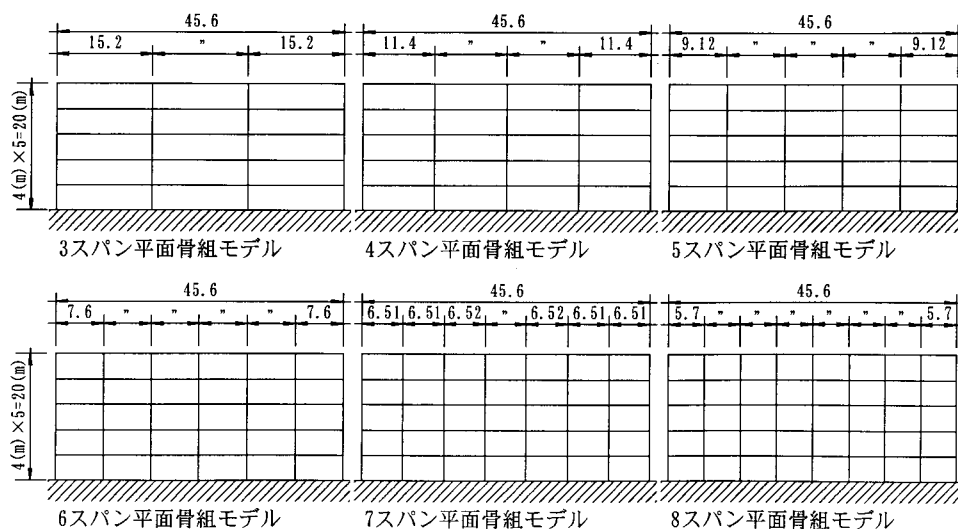 45.6
15.2 〃 15.2
4(m)×5=20(m)
3スパン平面骨組モデル
45.6
11.4 〃 〃 11.4
4スパン平面骨組モデル
45.6
9.12 〃 〃 〃 9.12
5スパン平面骨組モデル
45.6
7.6 〃 〃 〃 〃 7.6
4(m)×5=20(m)
6スパン平面骨組モデル
45.6
6.51 6.51 6.52 〃 6.52 6.51 6.51
7スパン平面骨組モデル
45.6
5.7 〃 〃 〃 〃 〃 〃 5.7
8スパン平面骨組モデル